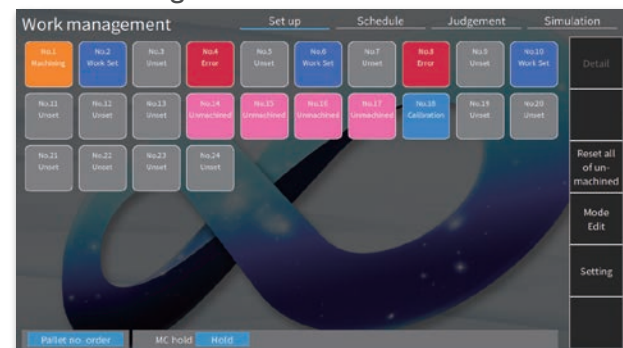 Work management
Set up
Schedule
Judgement
Simulation
No.1
Machining
No.2
Work Set
No.3
Unset
No.4
Error
No.5
Unset
No.6
Work Set
No.7
Unset
No.8
Error
No.9
Unset
No.10
Work Set
Detail
No.11
Unset
No.12
Unset
No.13
Unset
No.14
Unmachined
No.15
Unmachined
No.16
Unmachined
No.17
Unmachined
No.18
Calibration
No.19
Unset
No.20
Unset
No.21
Unset
No.22
Unset
No.23
Unset
No.24
Unset
Reset all
of un-
machined
Mode
Edit
Setting
Pallet no. order
MC hold
Hold